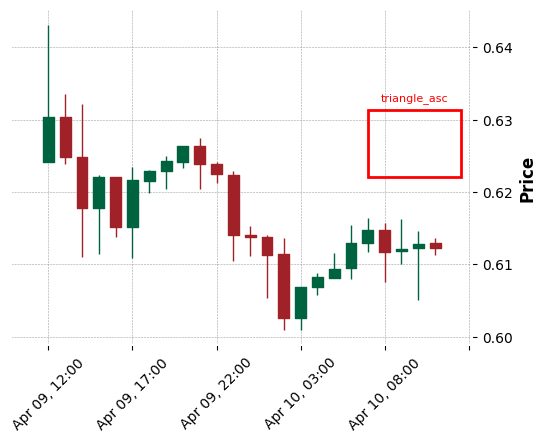 0.64
triangle_asc
0.63
0.62
0.61
0.60
Price
Apr 09, 12:00
Apr 09, 17:00
Apr 09, 22:00
Apr 10, 03:00
Apr 10, 08:00